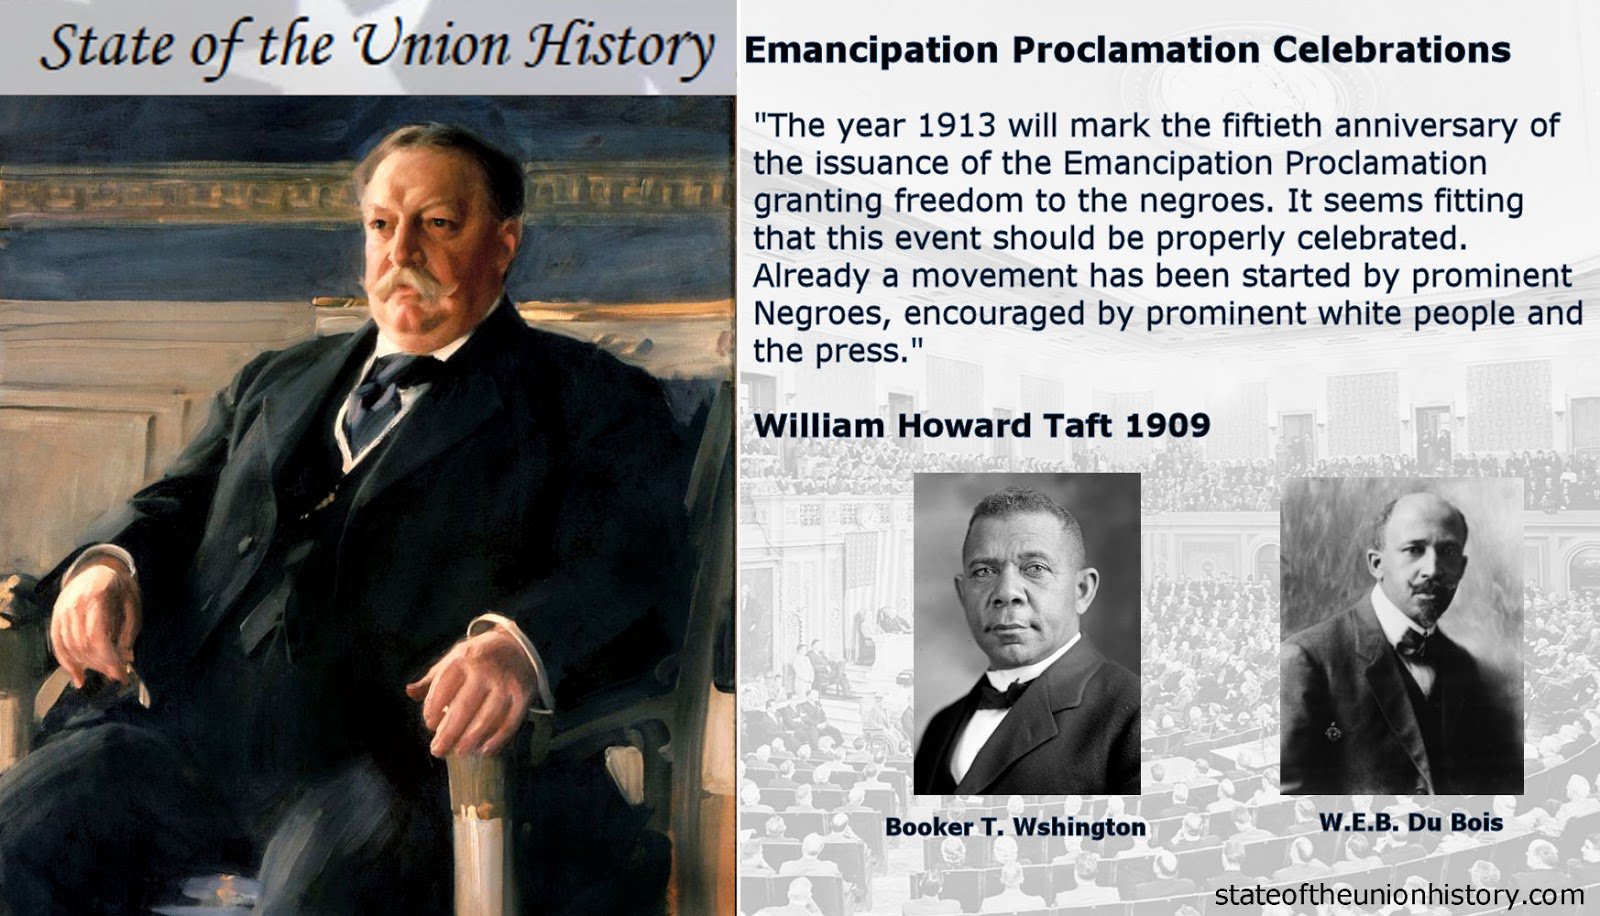 State of the Union History
Emancipation Proclamation Celebrations
"The year 1913 will mark the fiftieth anniversary of
the issuance of the Emancipation Proclamation
granting freedom to the negroes. It seems fitting
that this event should be properly celebrated.
Already a movement has been started by prominent
Negroes, encouraged by prominent white people and
the press."
William Howard Taft 1909
Booker T. Wshington
W.E.B. Du Bois
stateoftheunionhistory.com